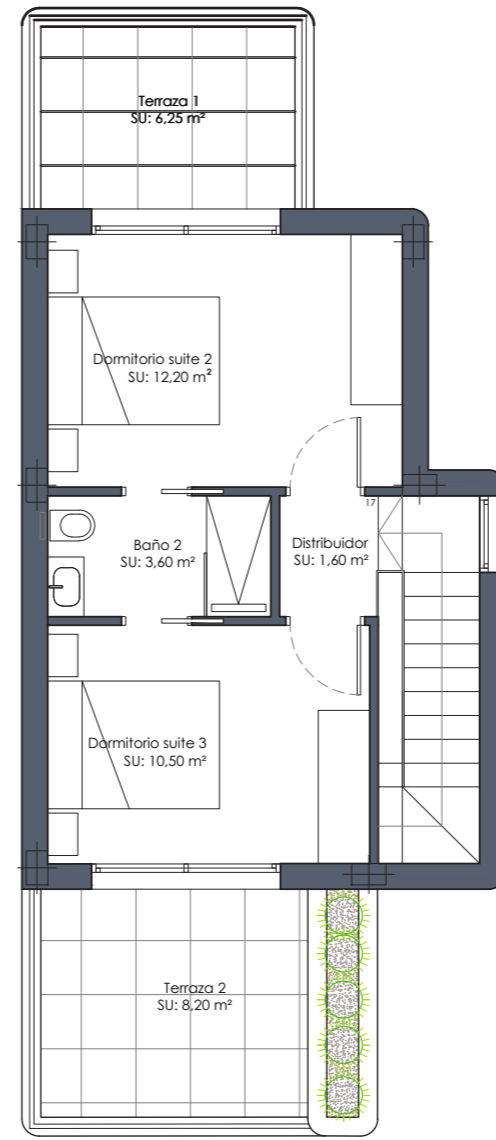 Terraza 1
SU: 6,25 m²
Dormitorio suite 2
SU: 12,20 m²
17
Baño 2
SU: 3,60 m²
Distribuidor
SU: 1,60 m²
Dormitorio suite 3
SU: 10,50 m²
Terraza 2
SU: 8,20 m²